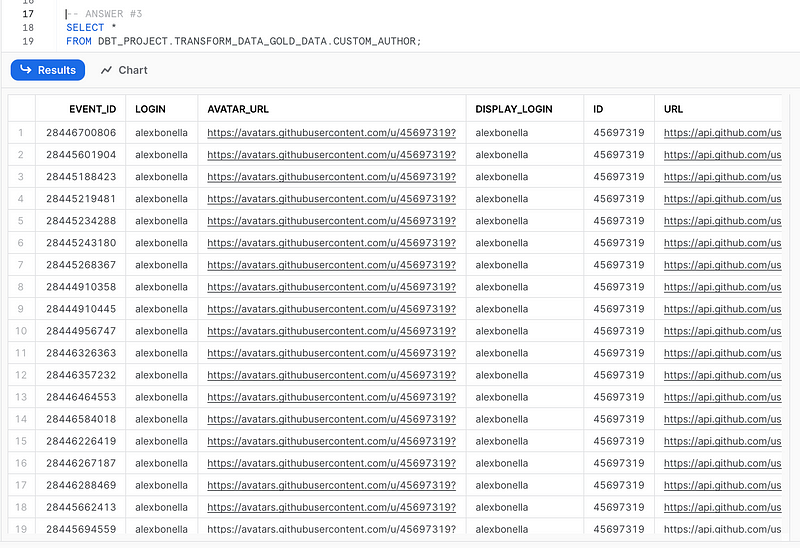 17 -- ANSWER #3
18 SELECT *
19 FROM DBT_PROJECT.TRANSFORM_DATA_GOLD_DATA.CUSTOM_AUTHOR;
Results Chart
EVENT_ID LOGIN AVATAR_URL DISPLAY_LOGIN ID URL
1 28446700806 alexbonella https://avatars.githubusercontent.com/u/45697319? alexbonella 45697319 https://api.github.com/us
2 28445601904 alexbonella https://avatars.githubusercontent.com/u/45697319? alexbonella 45697319 https://api.github.com/us
3 28445188423 alexbonella https://avatars.githubusercontent.com/u/45697319? alexbonella 45697319 https://api.github.com/us
4 28445219481 alexbonella https://avatars.githubusercontent.com/u/45697319? alexbonella 45697319 https://api.github.com/us
5 28445234288 alexbonella https://avatars.githubusercontent.com/u/45697319? alexbonella 45697319 https://api.github.com/us
6 28445243180 alexbonella https://avatars.githubusercontent.com/u/45697319? alexbonella 45697319 https://api.github.com/us
7 28445268367 alexbonella https://avatars.githubusercontent.com/u/45697319? alexbonella 45697319 https://api.github.com/us
8 28444910358 alexbonella https://avatars.githubusercontent.com/u/45697319? alexbonella 45697319 https://api.github.com/us
9 28444910445 alexbonella https://avatars.githubusercontent.com/u/45697319? alexbonella 45697319 https://api.github.com/us
10 28444956747 alexbonella https://avatars.githubusercontent.com/u/45697319? alexbonella 45697319 https://api.github.com/us
11 28446326363 alexbonella https://avatars.githubusercontent.com/u/45697319? alexbonella 45697319 https://api.github.com/us
12 28446357232 alexbonella https://avatars.githubusercontent.com/u/45697319? alexbonella 45697319 https://api.github.com/us
13 28446464553 alexbonella https://avatars.githubusercontent.com/u/45697319? alexbonella 45697319 https://api.github.com/us
14 28446584018 alexbonella https://avatars.githubusercontent.com/u/45697319? alexbonella 45697319 https://api.github.com/us
15 28446226419 alexbonella https://avatars.githubusercontent.com/u/45697319? alexbonella 45697319 https://api.github.com/us
16 28446267187 alexbonella https://avatars.githubusercontent.com/u/45697319? alexbonella 45697319 https://api.github.com/us
17 28446288469 alexbonella https://avatars.githubusercontent.com/u/45697319? alexbonella 45697319 https://api.github.com/us
18 28445662413 alexbonella https://avatars.githubusercontent.com/u/45697319? alexbonella 45697319 https://api.github.com/us
19 28445694559 alexbonella https://avatars.githubusercontent.com/u/45697319? alexbonella 45697319 https://api.github.com/us